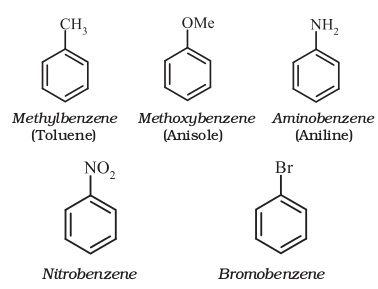 CH3 OMe NH2
Methylbenzene Methoxybenzene Aminobenzene
(Toluene) (Anisole) (Aniline)
NO2 Br
Nitrobenzene Bromobenzene